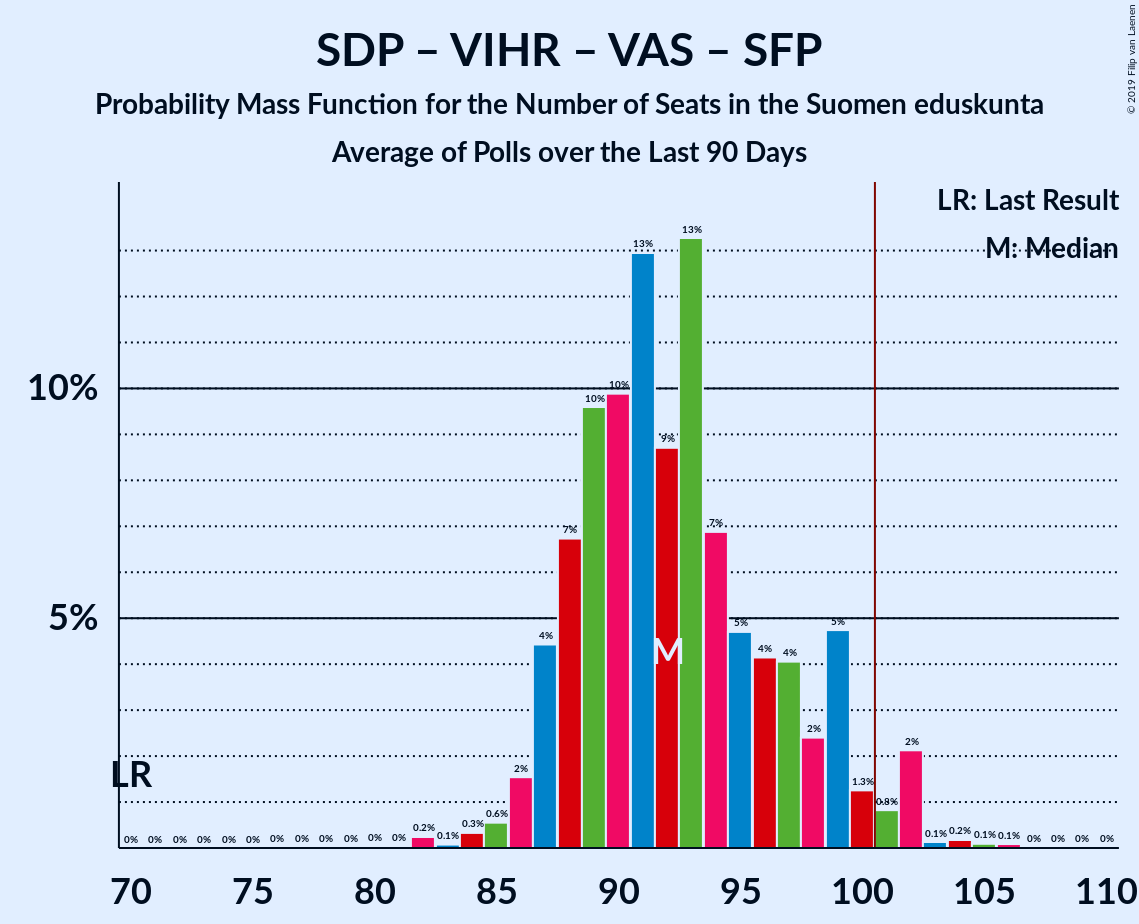 SDP – VIHR – VAS – SFP
Probability Mass Function for the Number of Seats in the Suomen eduskunta
Average of Polls over the Last 90 Days
© 2019 Filip van Laenen
LR: Last Result
M: Median
10%
5%
LR
M
0% 0% 0% 0% 0% 0% 0% 0% 0% 0% 0% 0% 0.2% 0.1% 0.3% 0.6% 2% 4% 7% 10% 10% 13% 9% 13% 7% 5% 4% 4% 2% 5% 1.3% 0.8% 2% 0.1% 0.2% 0.1% 0.1% 0% 0% 0% 0%
70 75 80 85 90 95 100 105 110